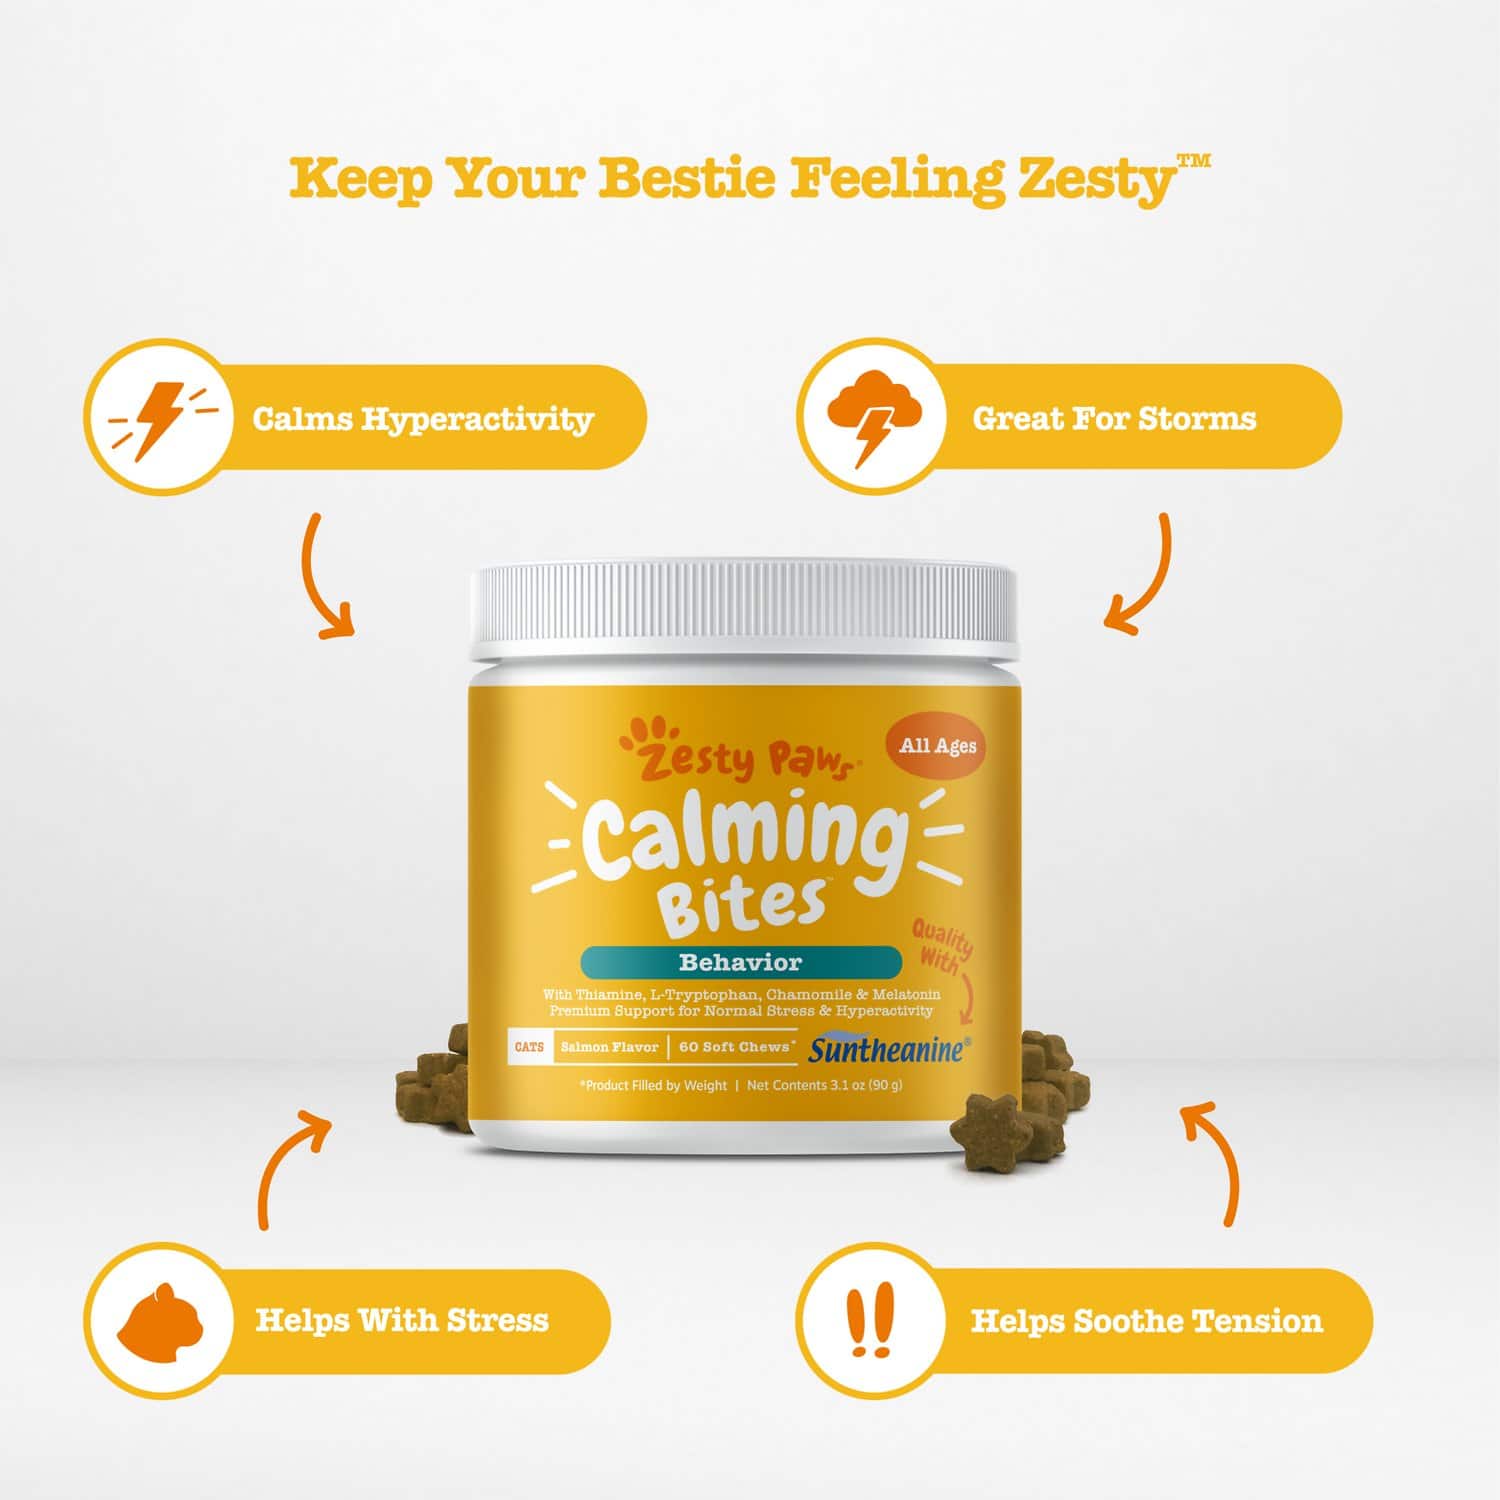 Keep Your Bestie Feeling Zesty™
Calms Hyperactivity
Great For Storms
Zesty Paws®
All Ages
Calming
Bites™
Quality
With
Behavior
With Thiamine, L-Tryptophan, Chamomile & Melatonin
Premium Support for Normal Stress & Hyperactivity
CATS Salmon Flavor | 60 Soft Chews* Suntheanine®
*Product Filled by Weight | Net Contents 3.1 oz (90 g)
Helps With Stress
Helps Soothe Tension